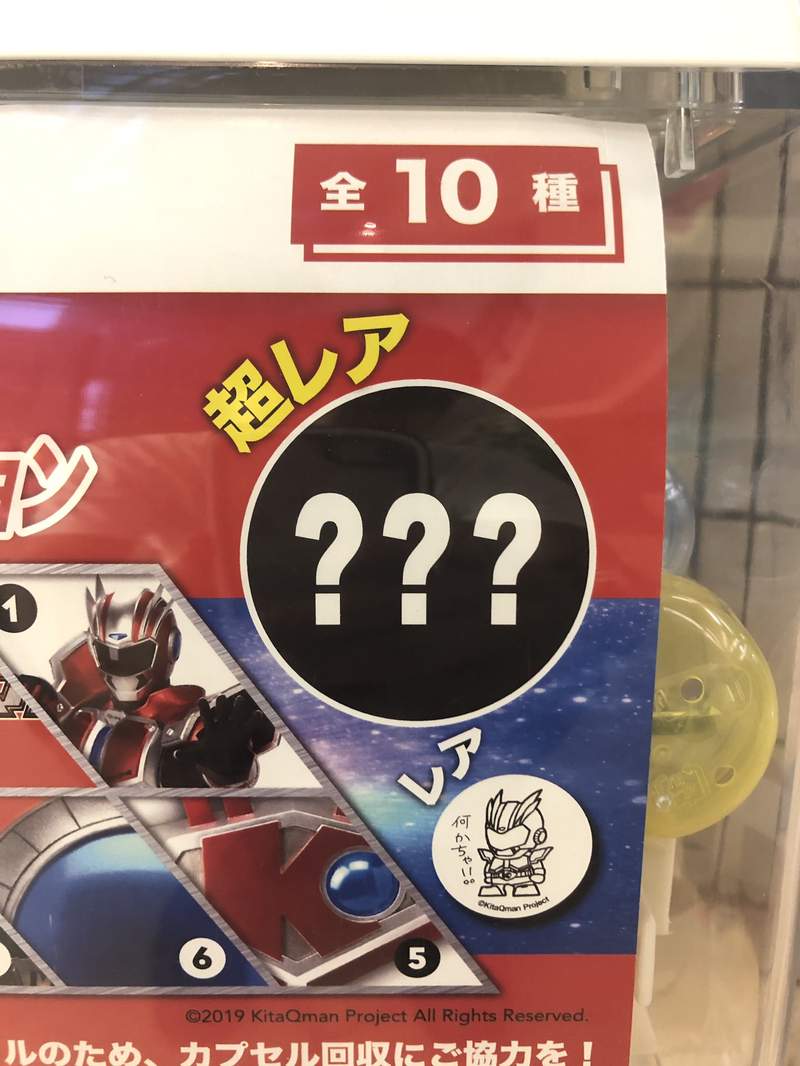 全 10 種
超レア
???
ョン
1
レア
何かちゃ!!。
©KitaQman Project
K
6
5
©2019 KitaQman Project All Rights Reserved.
ルのため、カプセル回収にご協力を!